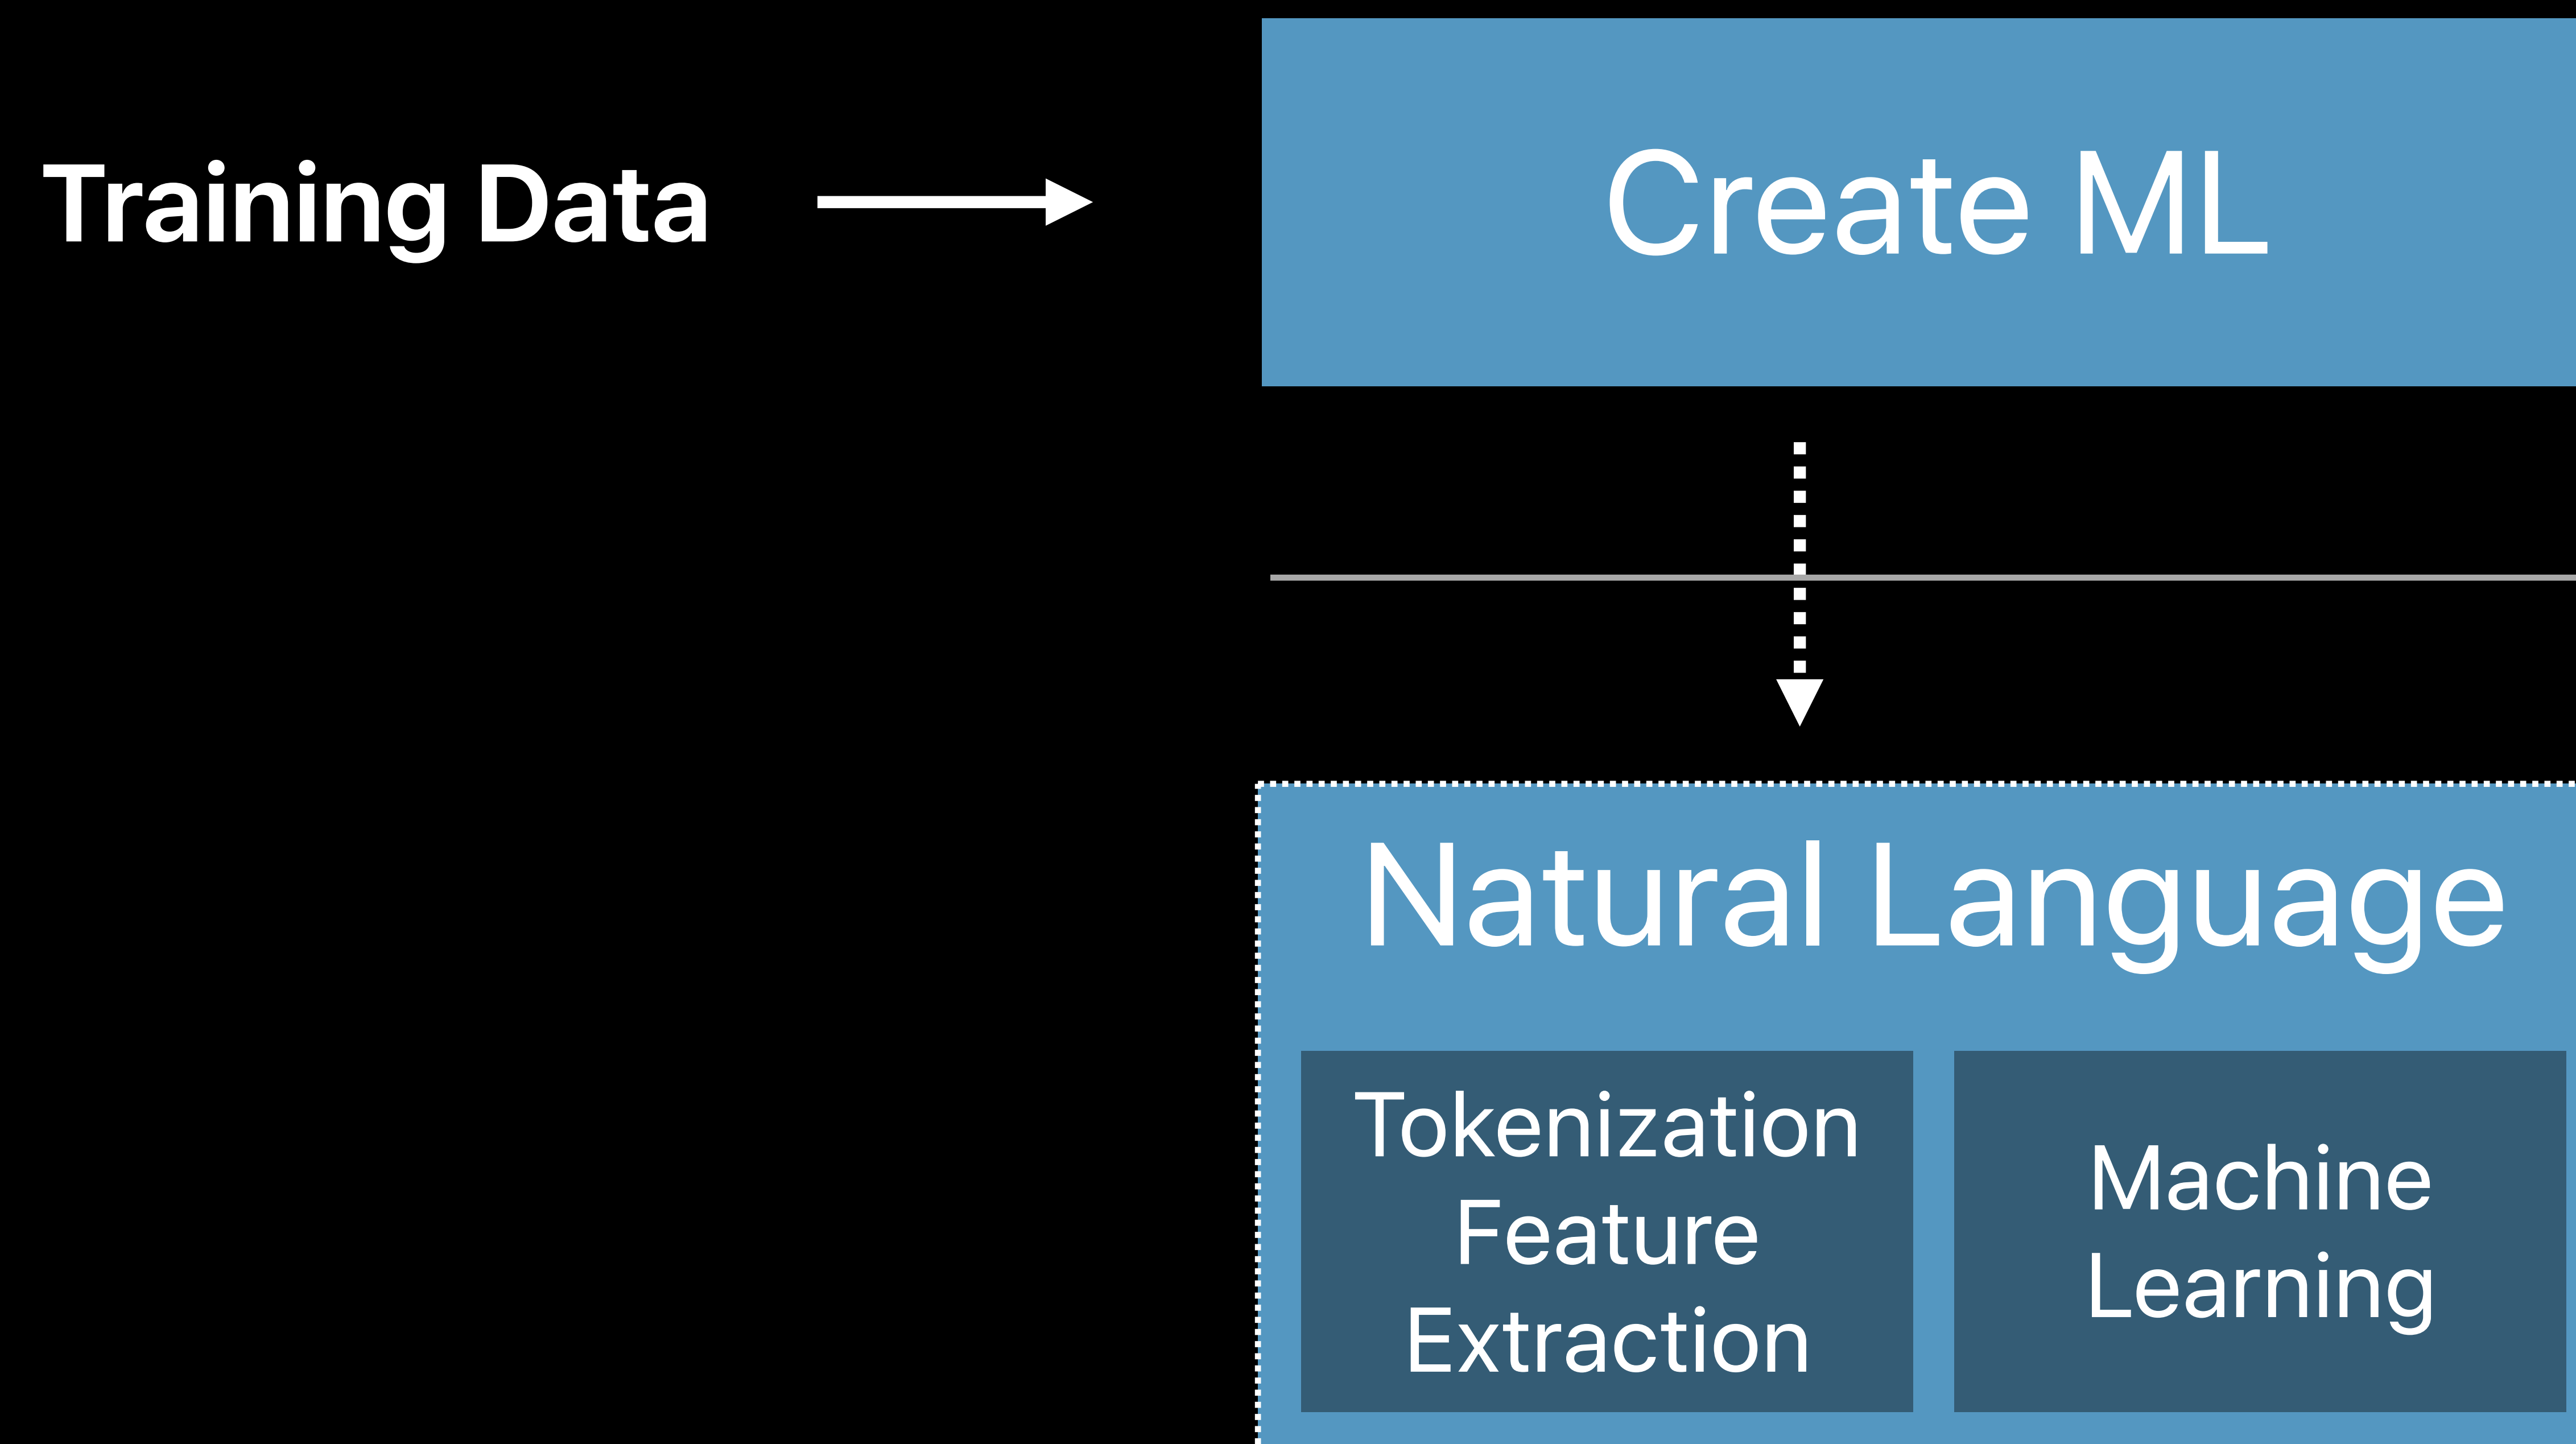 Training Data
Create ML
Natural Language
Tokenization
Feature
Extraction
Machine
Learning